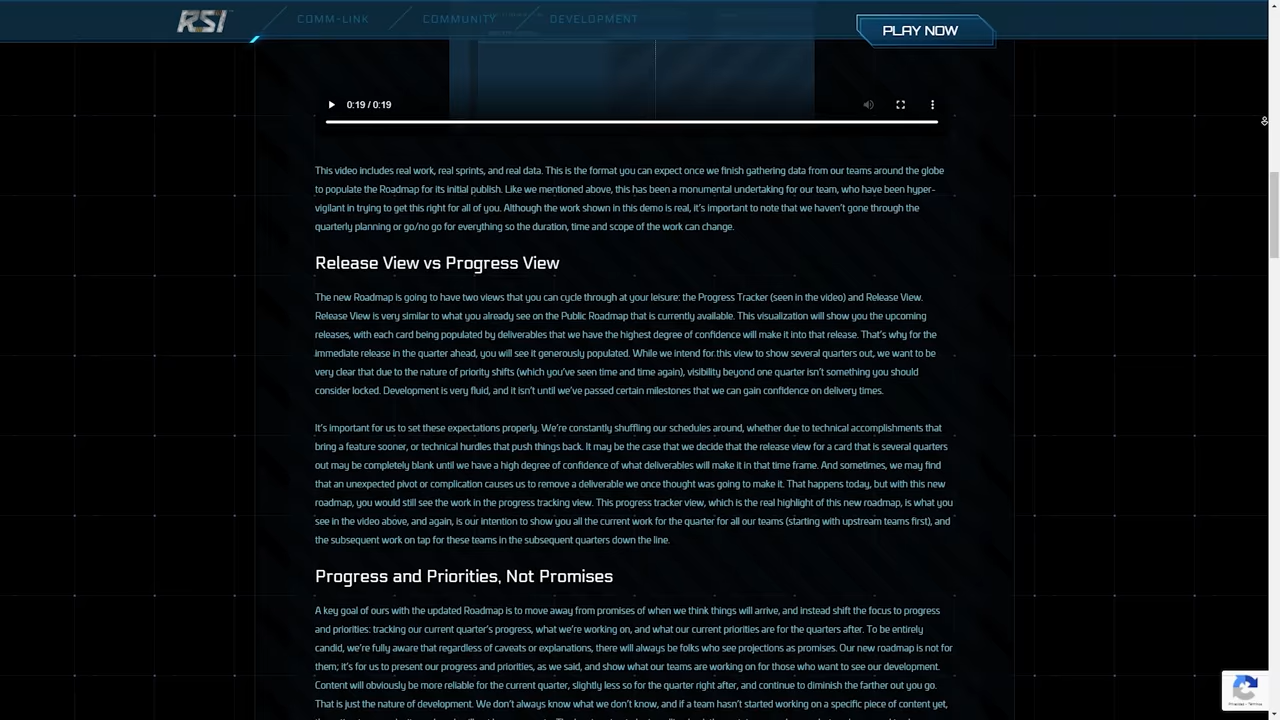 RSI
COMM-LINK
COMMUNITY
DEVELOPMENT
PLAY NOW
0:19 / 0:19
This video includes real work, real sprints, and real data. This is the format you can expect once we finish gathering data from our teams around the globe
to populate the Roadmap for its initial publish. Like we mentioned above, this has been a monumental undertaking for our team, who have been hyper-
vigilant in trying to get this right for all of you. Although the work shown in this demo is real, it's important to note that we haven't gone through the
quarterly planning or go/no go for everything so the duration, time and scope of the work can change.
Release View vs Progress View
The new Roadmap is going to have two views that you can cycle through at your leisure: the Progress Tracker (seen in the video) and Release View.
Release View is very similar to what you already see on the Public Roadmap that is currently available. This visualization will show you the upcoming
releases, with each card being populated by deliverables that we have the highest degree of confidence will make it into that release. That's why for the
immediate release in the quarter ahead, you will see it generously populated. While we intend for this view to show several quarters out, we want to be
very clear that due to the nature of priority shifts (which you've seen time and time again), visibility beyond one quarter isn't something you should
consider locked. Development is very fluid, and it isn't until we've passed certain milestones that we can gain confidence on delivery times.
It's important for us to set these expectations properly. We're constantly shuffling our schedules around, whether due to technical accomplishments that
bring a feature sooner, or technical hurdles that push things back. It may be the case that we decide that the release view for a card that is several quarters
out may be completely blank until we have a high degree of confidence of what deliverables will make it in that time frame. And sometimes, we may find
that an unexpected pivot or complication causes us to remove a deliverable we once thought was going to make it. That happens today, but with this new
roadmap, you would still see the work in the progress tracking view. This progress tracker view, which is the real highlight of this new roadmap, is what you
see in the video above, and again, is our intention to show you all the current work for the quarter for all our teams (starting with upstream teams first), and
the subsequent work on tap for these teams in the subsequent quarters down the line.
Progress and Priorities, Not Promises
A key goal of ours with the updated Roadmap is to move away from promises of when we think things will arrive, and instead shift the focus to progress
and priorities: tracking our current quarter's progress, what we're working on, and what our current priorities are for the quarters after. To be entirely
candid, we're fully aware that regardless of caveats or explanations, there will always be folks who see projections as promises. Our new roadmap is not for
them; it's for us to present our progress and priorities, as we said, and show what our teams are working on for those who want to see our development.
Content will obviously be more reliable for the current quarter, slightly less so for the quarter right after, and continue to diminish the farther out you go.
That is just the nature of development. We don't always know what we don't know, and if a team hasn't started working on a specific piece of content yet,